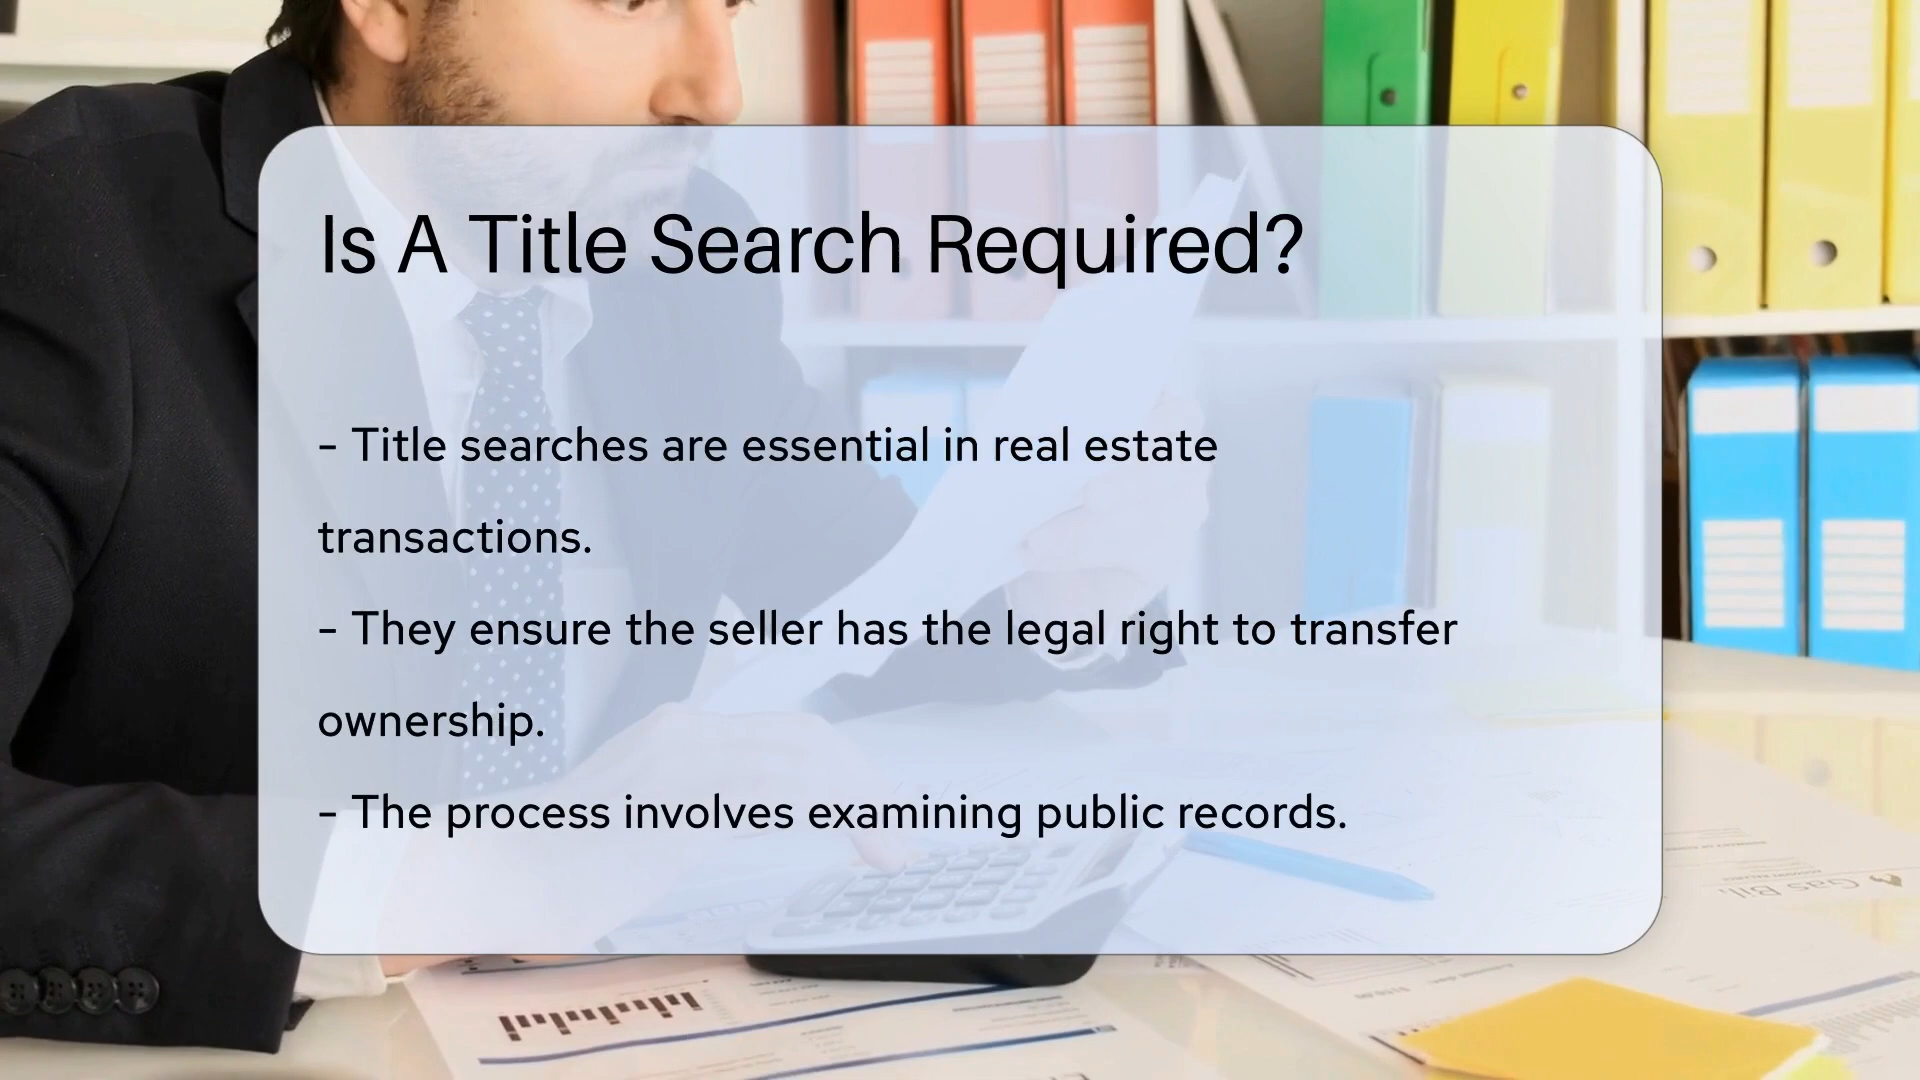 Is A Title Search Required?
- Title searches are essential in real estate
transactions.
- They ensure the seller has the legal right to transfer
ownership.
- The process involves examining public records.
Gas Bill